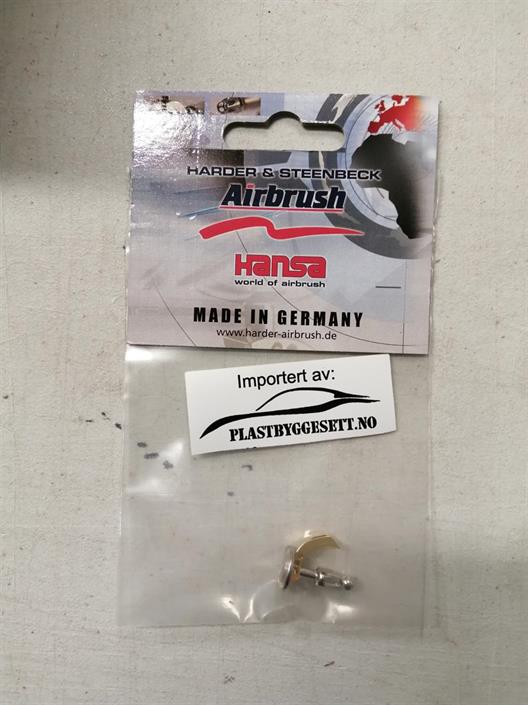 HARDER & STEENBECK
Airbrush
Hansa
world of airbrush
MADE IN GERMANY
www.harder-airbrush.de
Importert av:
PLASTBYGGESETT.NO